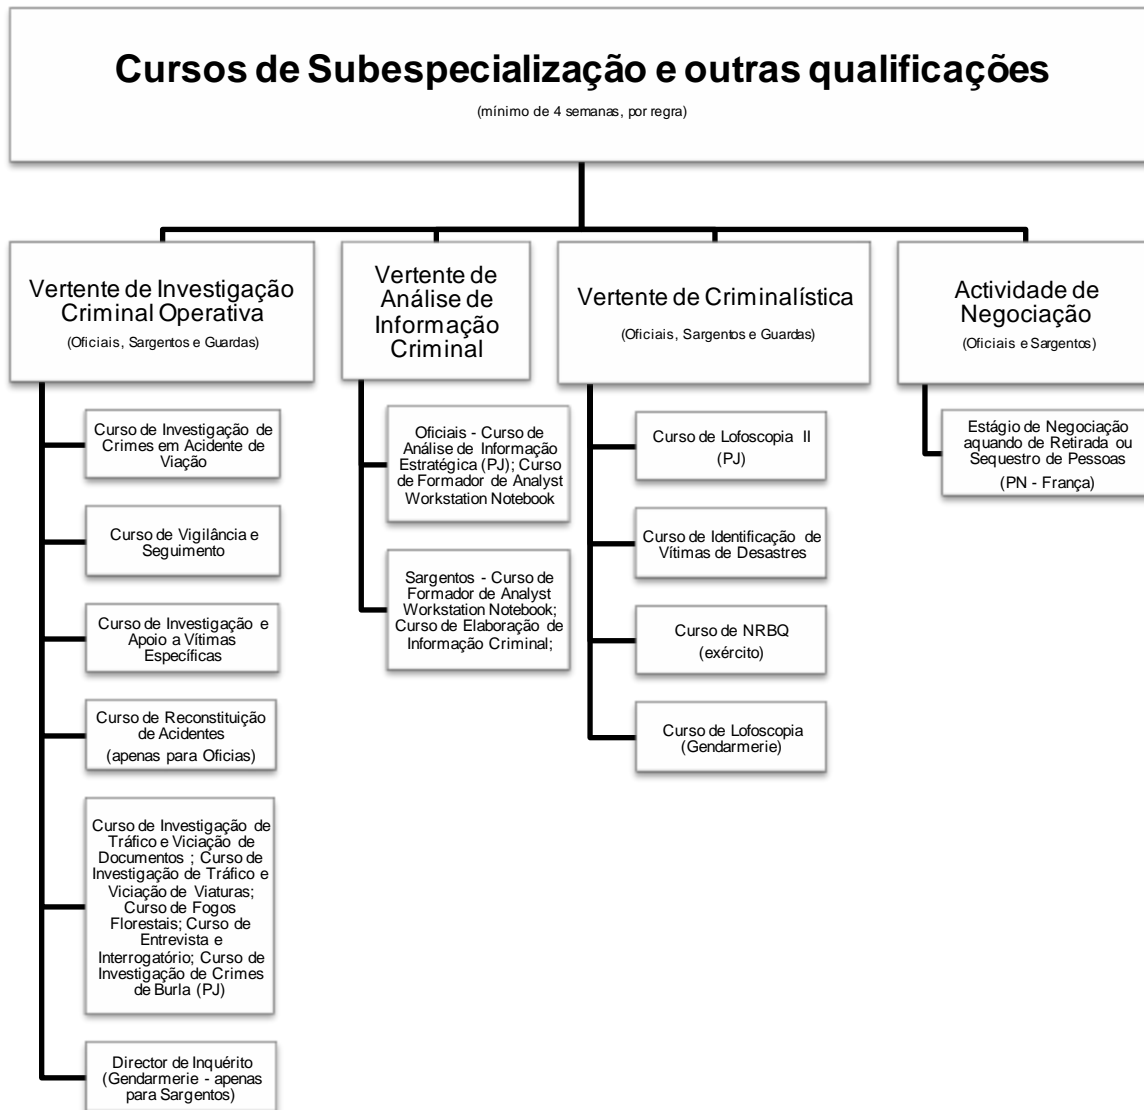 Cursos de Subespecialização e outras qualificações
(mínimo de 4 semanas, por regra)
Vertente de Investigação
Criminal Operativa
(Oficiais, Sargentos e Guardas)
Curso de Investigação de
Crimes em Acidente de
Viação
Curso de Vigilância e
Seguimento
Curso de Investigação e
Apoio a Vítimas
Específicas
Curso de Reconstituição
de Acidentes
(apenas para Oficias)
Curso de Investigação de
Tráfico e Viciação de
Documentos ; Curso de
Investigação de Tráfico e
Viciação de Viaturas;
Curso de Fogos
Florestais; Curso de
Entrevista e
Interrogatório; Curso de
Investigação de Crimes
de Burla (PJ)
Director de Inquérito
(Gendarmerie - apenas
para Sargentos)
Vertente de
Análise de
Informação
Criminal
Oficiais - Curso de
Análise de Informação
Estratégica (PJ); Curso
de Formador de Analyst
Workstation Notebook
Sargentos - Curso de
Formador de Analyst
Workstation Notebook;
Curso de Elaboração de
Informação Criminal;
Vertente de Criminalística
(Oficiais, Sargentos e Guardas)
Curso de Lofoscopia II
(PJ)
Curso de Identificação de
Vítimas de Desastres
Curso de NRBQ
(exército)
Curso de Lofoscopia
(Gendarmerie)
Actividade de
Negociação
(Oficiais e Sargentos)
Estágio de Negociação
aquando de Retirada ou
Sequestro de Pessoas
(PN - França)